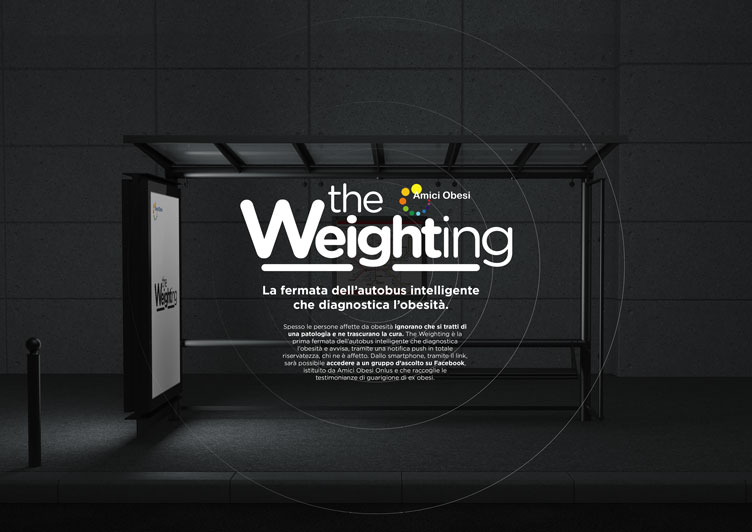 the
Weighting
Amici Obesi
La fermata dell'autobus intelligente
che diagnostica l'obesità.
Spesso le persone affette da obesità ignorano che si tratti di
una patologia e ne trascurano la cura. The Weighting è la
prima fermata dell'autobus intelligente che diagnostica
l'obesità e avvisa, tramite una notifica push in totale
riservatezza, chi ne è affetto. Dallo smartphone, tramite il link,
sarà possibile accedere a un gruppo d'ascolto su Facebook,
istituito da Amici Obesi Onlus e che raccoglie le
testimonianze di guarigione di ex obesi.
the
Weighting